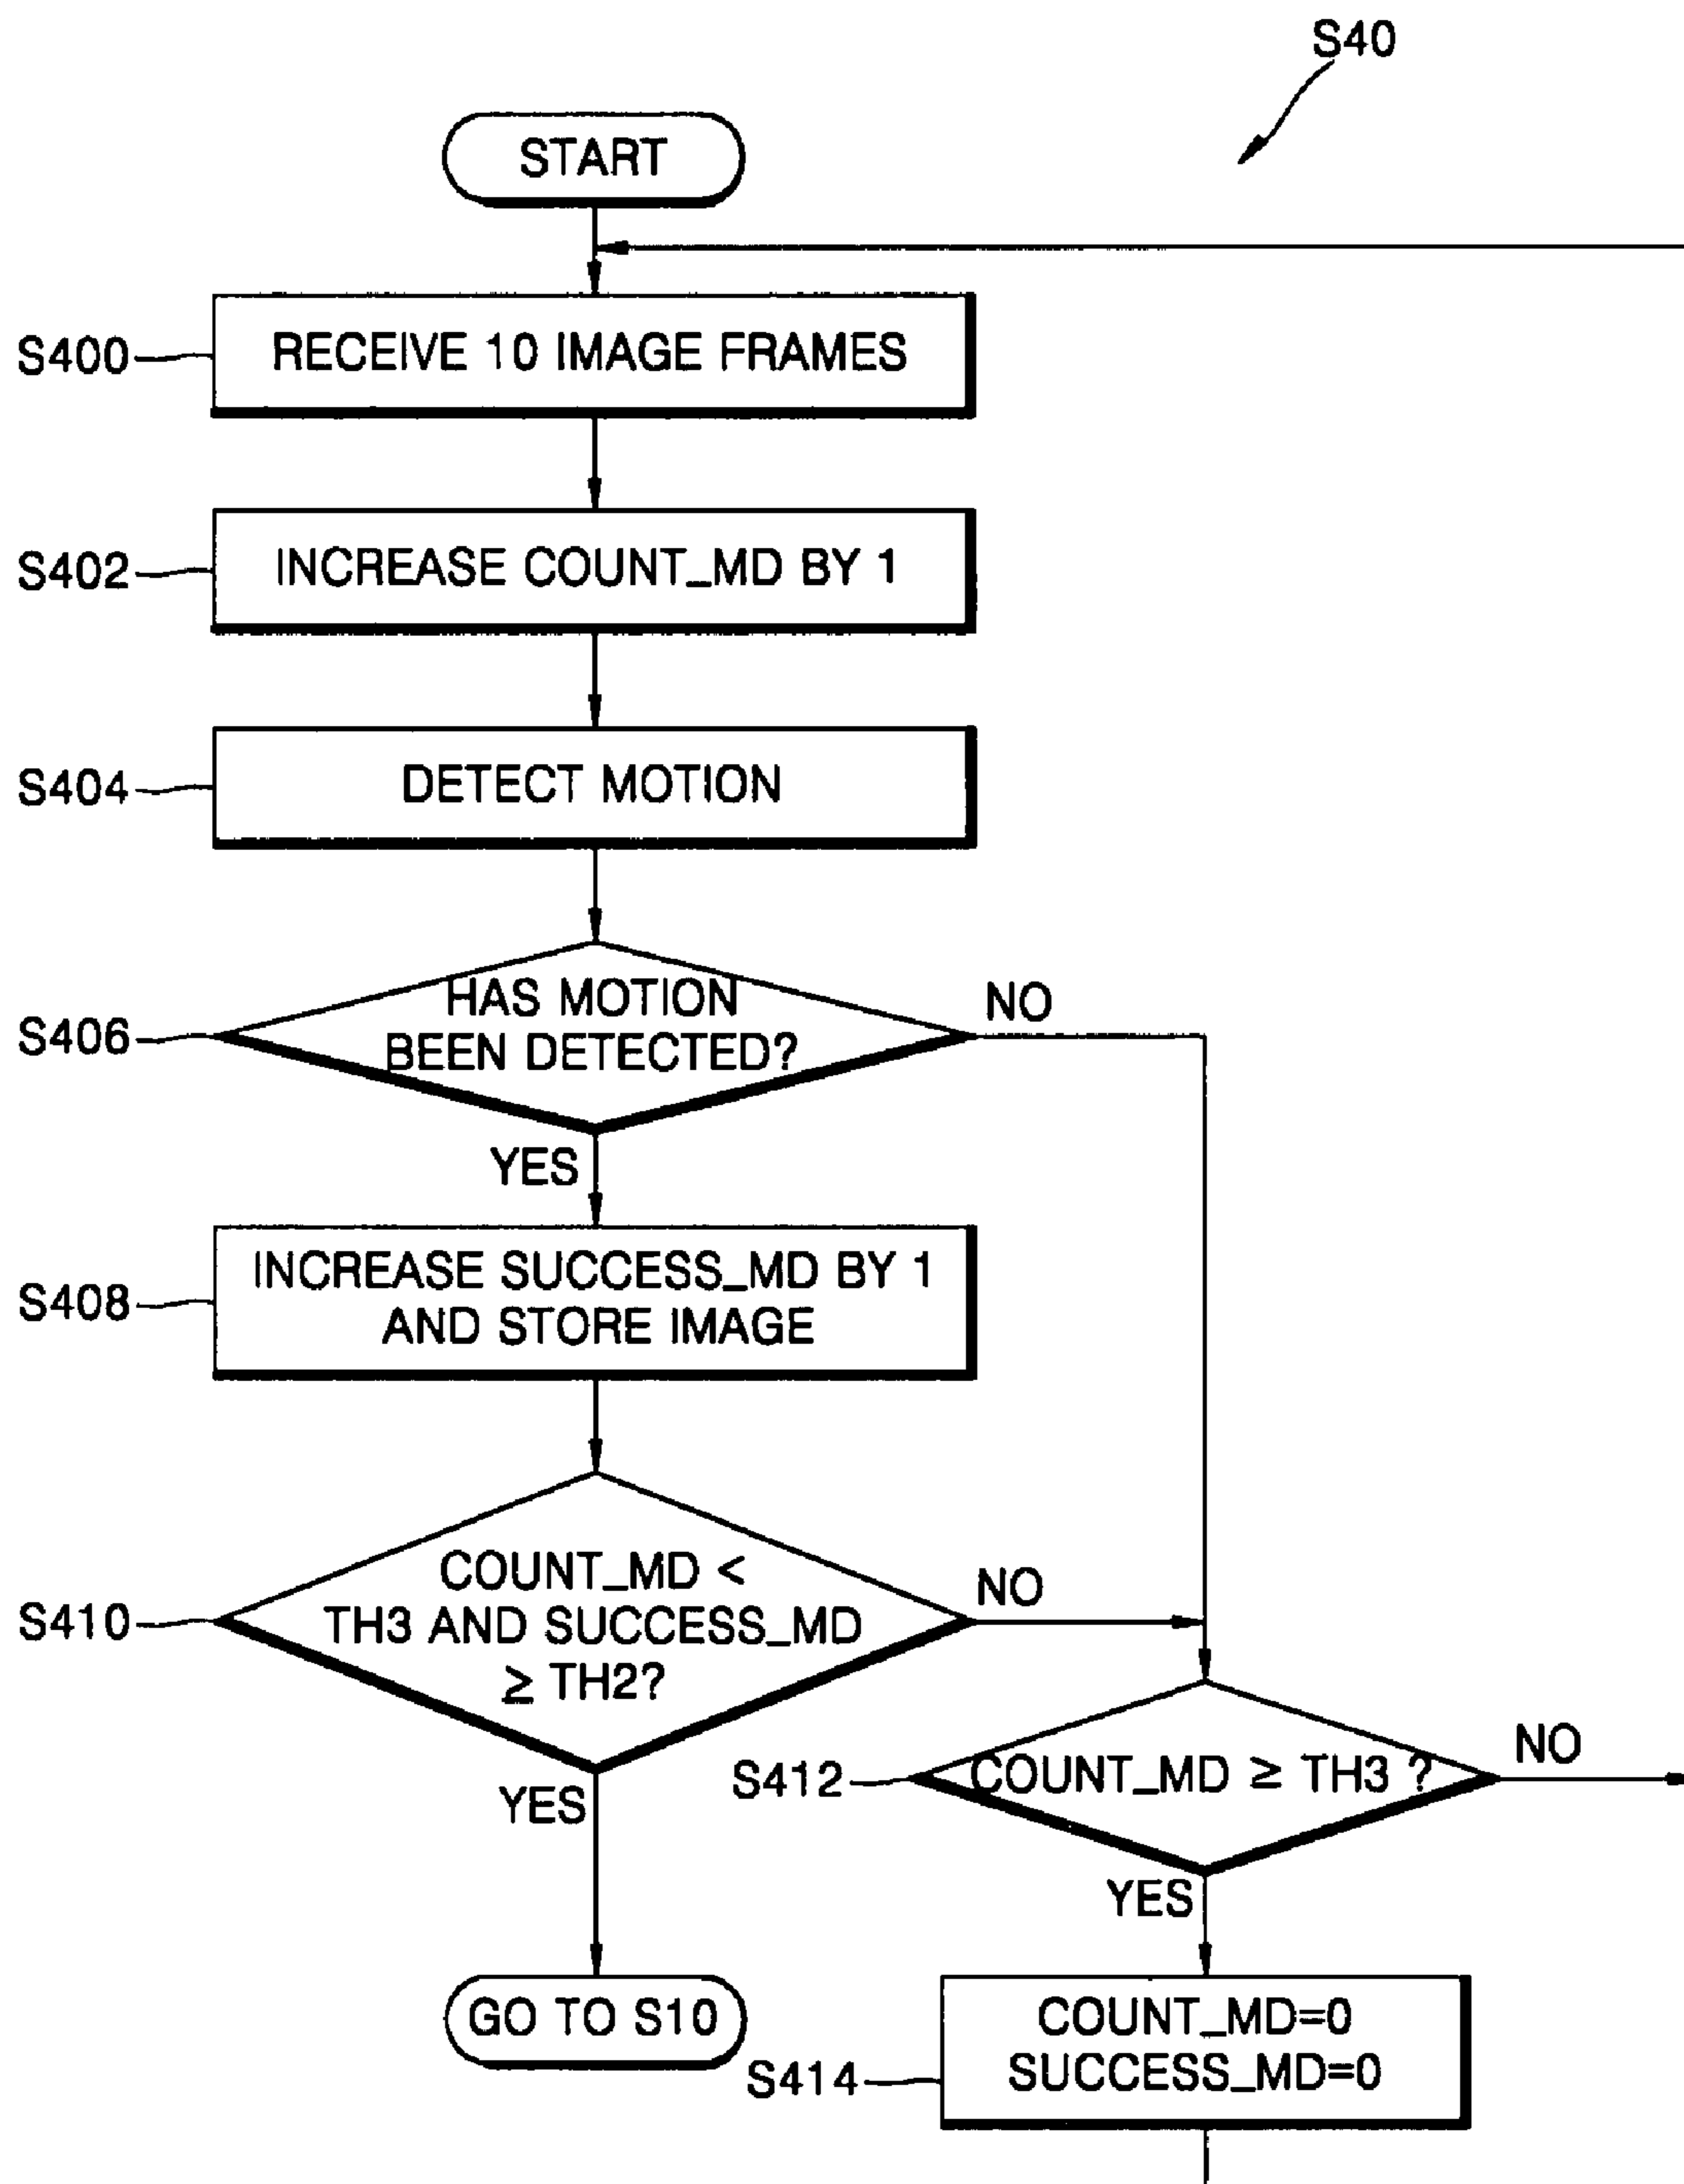 S40
START
S400
RECEIVE 10 IMAGE FRAMES
S402
INCREASE COUNT_MD BY 1
S404
DETECT MOTION
S406
HAS MOTION
BEEN DETECTED?
NO
YES
S408
INCREASE SUCCESS_MD BY 1
AND STORE IMAGE
S410
COUNT_MD <
TH3 AND SUCCESS_MD
≥ TH2?
NO
YES
S412
COUNT_MD ≥ TH3 ?
NO
YES
GO TO S10
S414
COUNT_MD=0
SUCCESS_MD=0